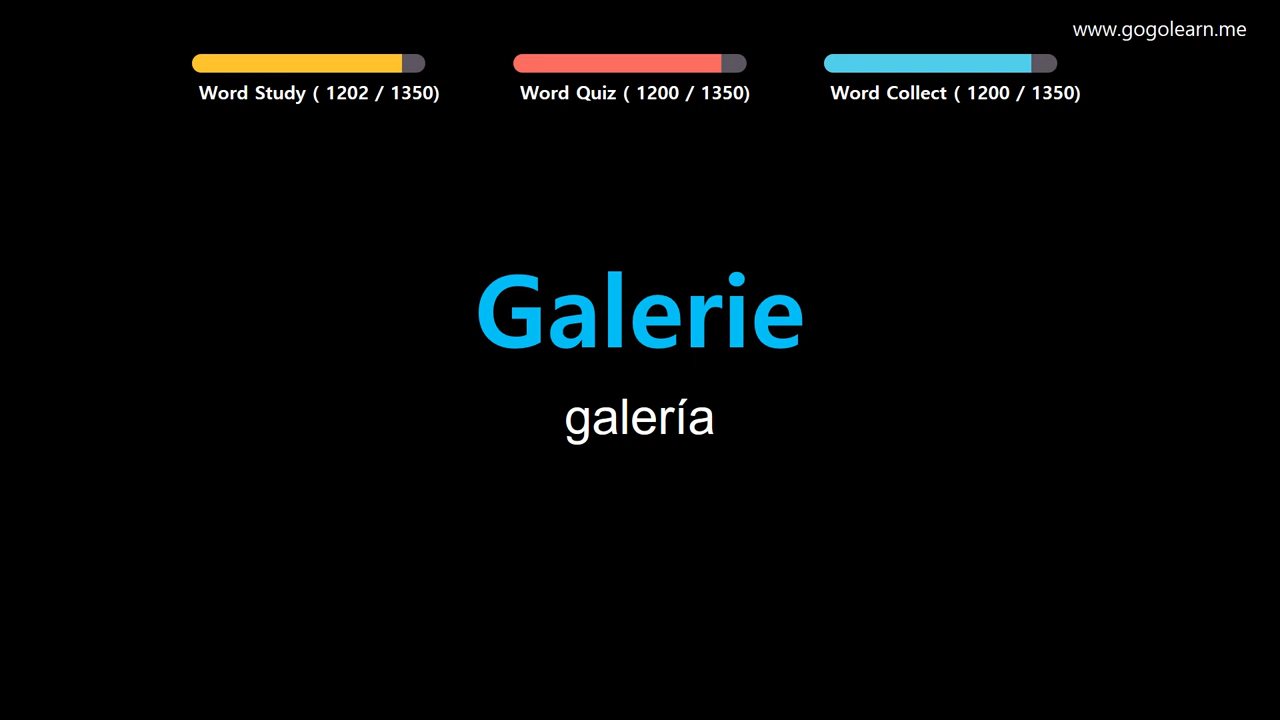 www.gogolearn.me
Word Study ( 1202 / 1350)
Word Quiz ( 1200 / 1350)
Word Collect ( 1200 / 1350)
Galerie
galería